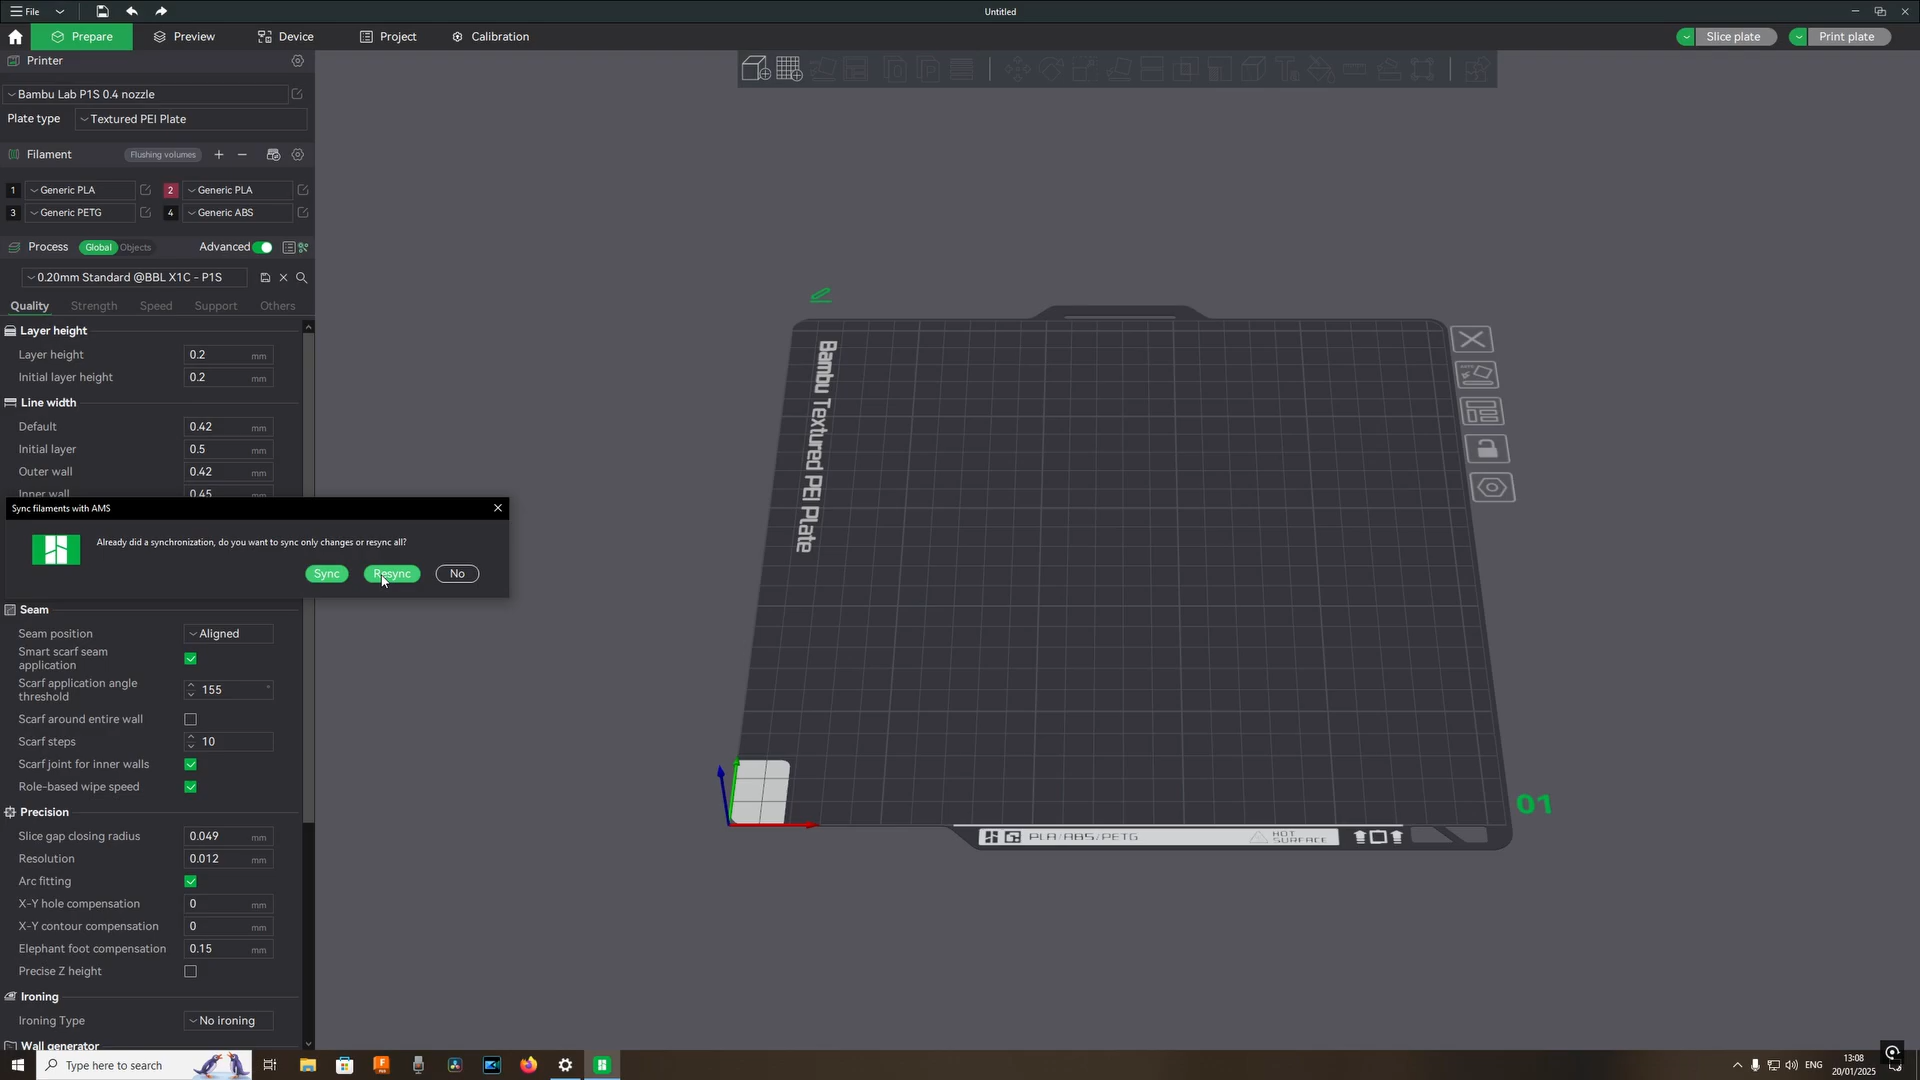 File
Untitled
Prepare
Preview
Device
Project
Calibration
Slice plate
Print plate
Printer
Bambu Lab P1S 0.4 nozzle
Plate type
Textured PEI Plate
Filament
Flushing volumes
1 Generic PLA
2 Generic PLA
3 Generic PETG
4 Generic ABS
Process
Global
Objects
Advanced
0.20mm Standard @BBL X1C - P1S
Quality
Strength
Speed
Support
Others
Layer height
Layer height 0.2 mm
Initial layer height 0.2 mm
Line width
Default 0.42 mm
Initial layer 0.5 mm
Outer wall 0.42 mm
Inner wall 0.45
Sync filaments with AMS
Already did a synchronization, do you want to sync only changes or resync all?
Sync
Resync
No
Seam
Seam position Aligned
Smart scarf seam
application
Scarf application angle
threshold
155 °
Scarf around entire wall
Scarf steps 10
Scarf joint for inner walls
Role-based wipe speed
Precision
Slice gap closing radius 0.049 mm
Resolution 0.012 mm
Arc fitting
X-Y hole compensation 0 mm
X-Y contour compensation 0 mm
Elephant foot compensation 0.15 mm
Precise Z height
Ironing
Ironing Type No ironing
Wall generator
Bambu Textured PEI Plate
AUTO
01
PLA/ABS/PETG
HOT
SURFACE
Type here to search
ENG
13:08
20/01/2025